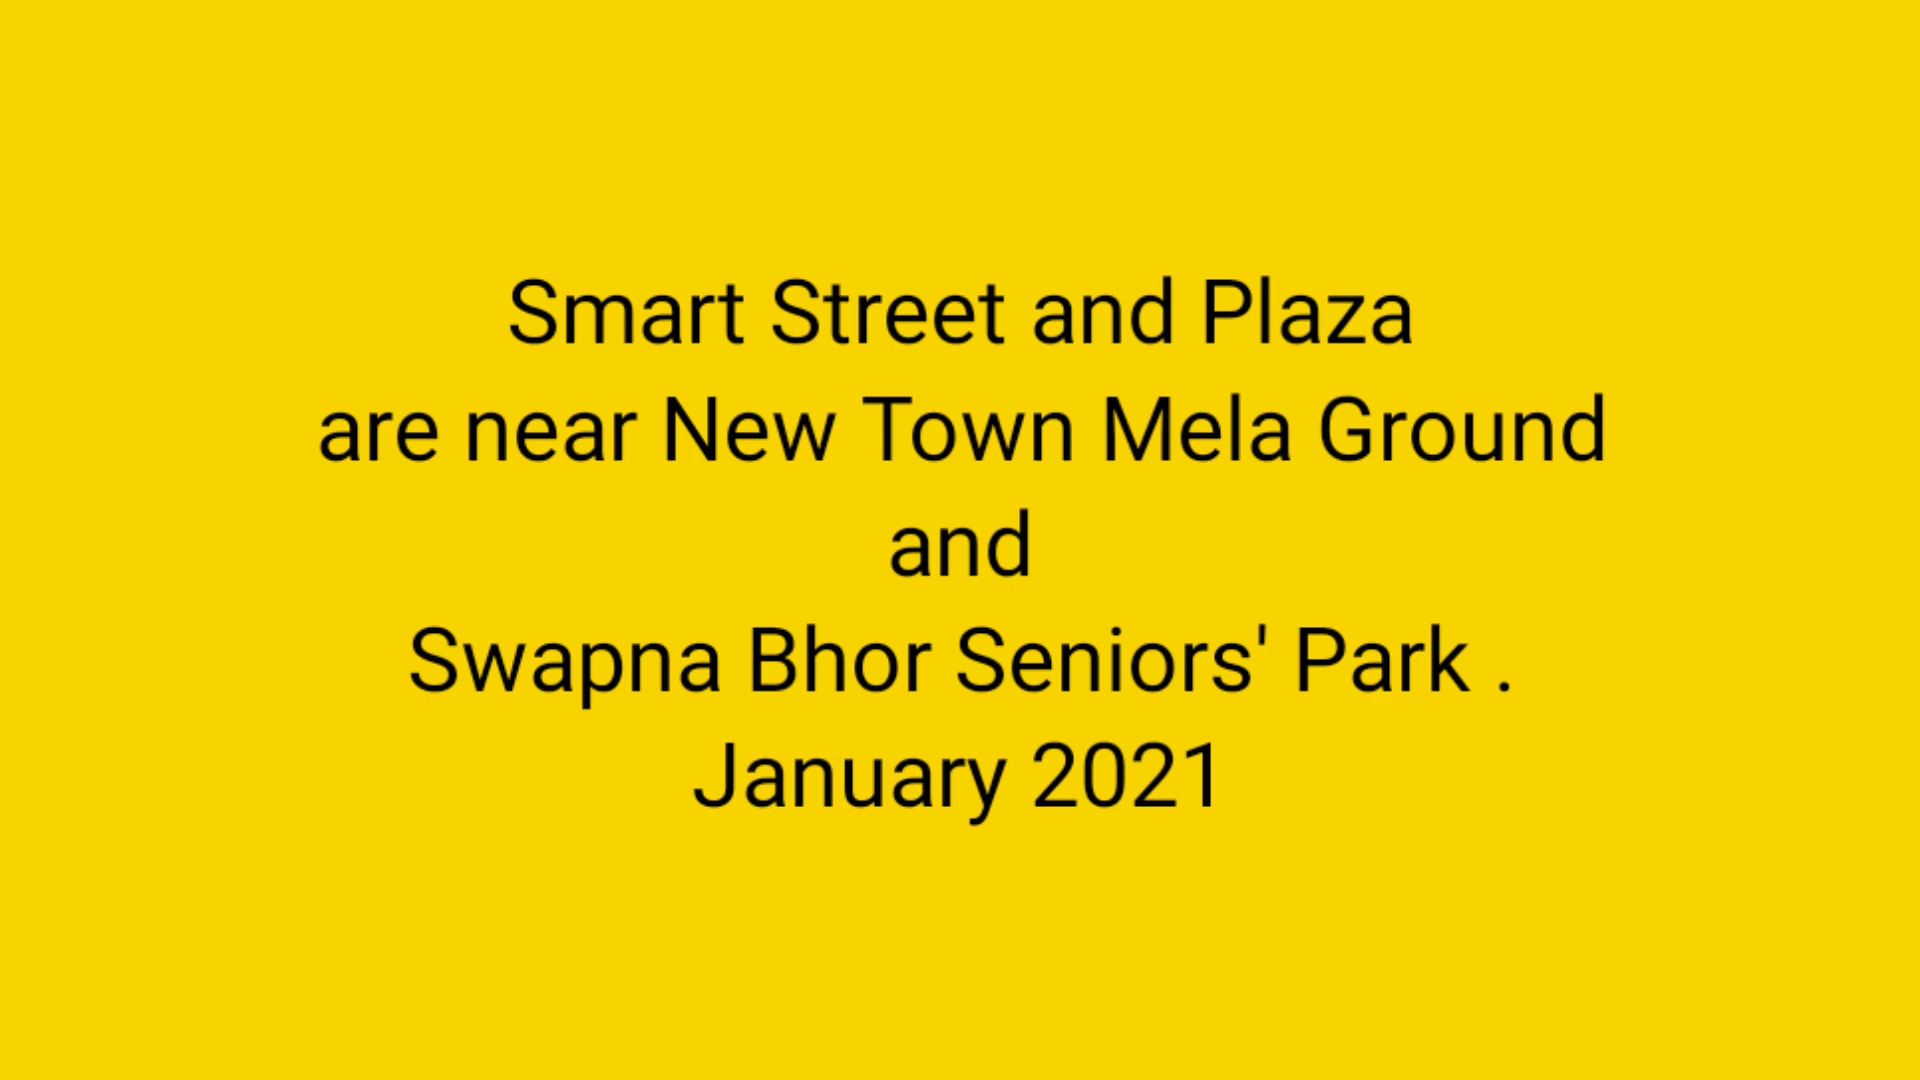 Smart Street and Plaza
are near New Town Mela Ground
and
Swapna Bhor Seniors' Park .
January 2021